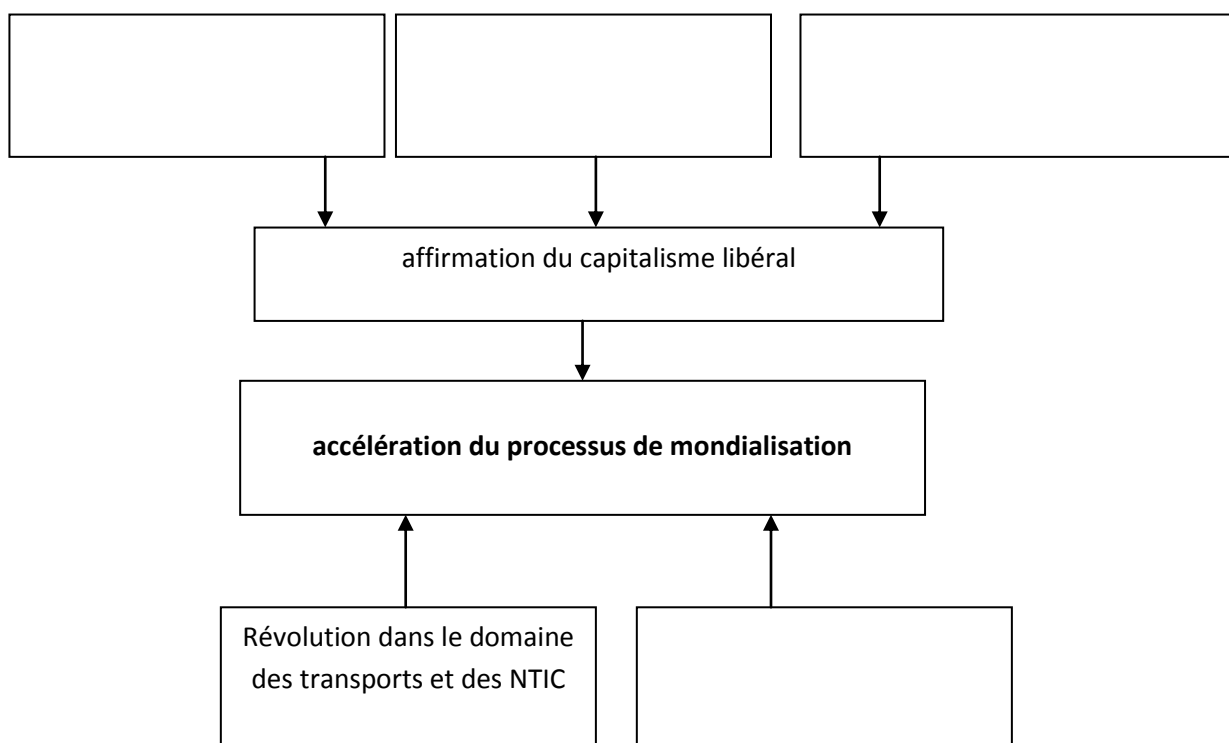 affirmation du capitalisme libéral
accélération du processus de mondialisation
Révolution dans le domaine
des transports et des NTIC